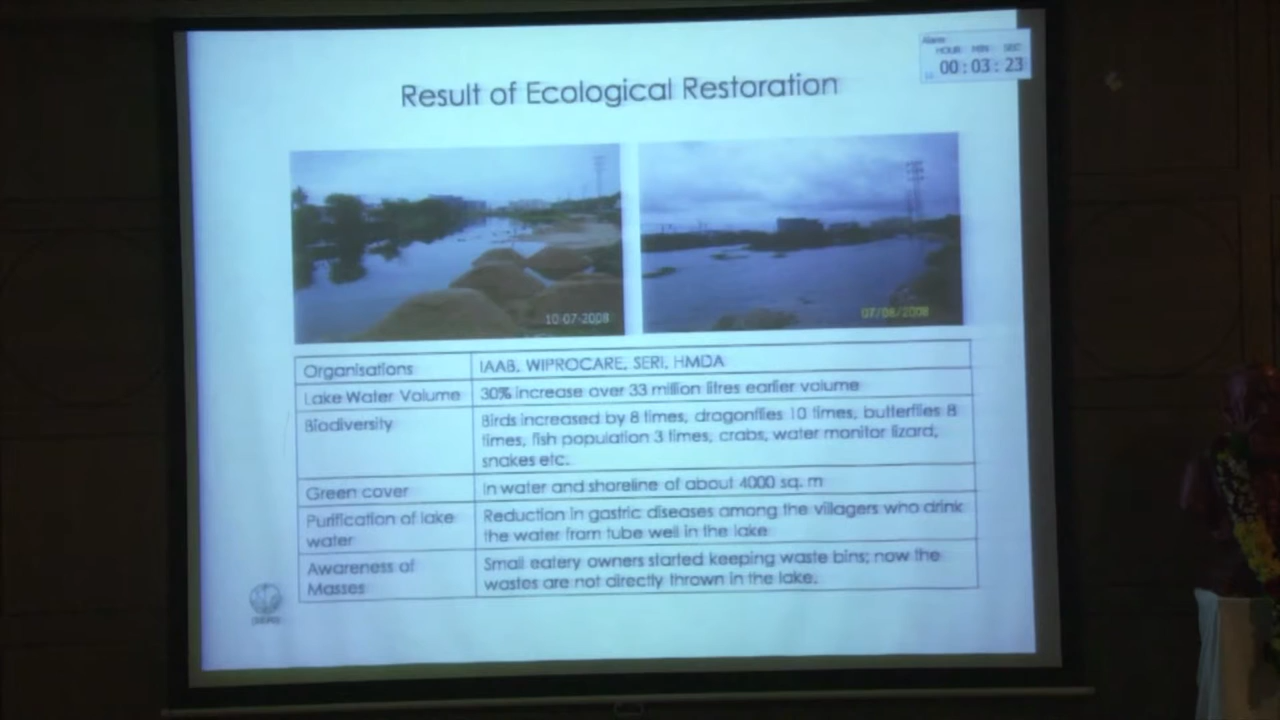 Alarm
HOUR MIN SEC
00:03:23
Result of Ecological Restoration
10-07-2008
07/08/2008
Organisations IAAB, WIPROCARE, SERI, HMDA
Lake Water Volume 30% increase over 33 million litres earlier volume
Biodiversity Birds increased by 8 times, dragonflies 10 times, butterflies 8
times, fish population 3 times, crabs, water monitor lizard,
snakes etc.
Green cover In water and shoreline of about 4000 sq. m
Purification of lake Reduction in gastric diseases among the villagers who drink
water the water from tube well in the lake
Awareness of Small eatery owners started keeping waste bins; now the
Masses wastes are not directly thrown in the lake.